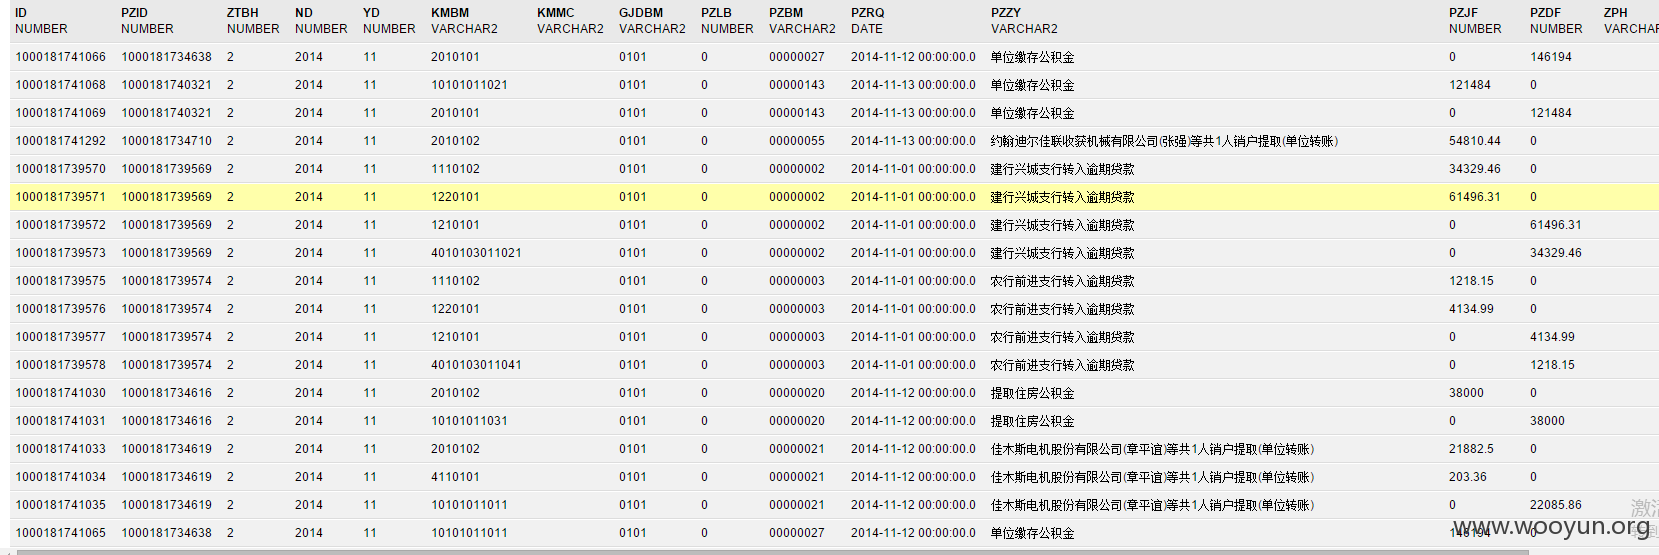 ID PZID ZTBH ND YD KMBM KMMC GJDBM PZLB PZBM PZRQ PZZY PZJF PZDF ZPH
NUMBER NUMBER NUMBER NUMBER NUMBER VARCHAR2 VARCHAR2 VARCHAR2 NUMBER VARCHAR2 DATE VARCHAR2 NUMBER NUMBER VARCHAR
1000181741066 1000181734638 2 2014 11 2010101 0101 0 00000027 2014-11-12 00:00:00.0 单位缴存公积金 0 146194
1000181741068 1000181740321 2 2014 11 10101011021 0101 0 00000143 2014-11-13 00:00:00.0 单位缴存公积金 121484 0
1000181741069 1000181740321 2 2014 11 2010101 0101 0 00000143 2014-11-13 00:00:00.0 单位缴存公积金 0 121484
1000181741292 1000181734710 2 2014 11 2010102 0101 0 00000055 2014-11-13 00:00:00.0 约翰迪尔佳联收获机械有限公司(张强)等共1人销户提取(单位转账) 54810.44 0
1000181739570 1000181739569 2 2014 11 1110102 0101 0 00000002 2014-11-01 00:00:00.0 建行兴城支行转入逾期贷款 34329.46 0
1000181739571 1000181739569 2 2014 11 1220101 0101 0 00000002 2014-11-01 00:00:00.0 建行兴城支行转入逾期贷款 61496.31 0
1000181739572 1000181739569 2 2014 11 1210101 0101 0 00000002 2014-11-01 00:00:00.0 建行兴城支行转入逾期贷款 0 61496.31
1000181739573 1000181739569 2 2014 11 4010103011021 0101 0 00000002 2014-11-01 00:00:00.0 建行兴城支行转入逾期贷款 0 34329.46
1000181739575 1000181739574 2 2014 11 1110102 0101 0 00000003 2014-11-01 00:00:00.0 农行前进支行转入逾期贷款 1218.15 0
1000181739576 1000181739574 2 2014 11 1220101 0101 0 00000003 2014-11-01 00:00:00.0 农行前进支行转入逾期贷款 4134.99 0
1000181739577 1000181739574 2 2014 11 1210101 0101 0 00000003 2014-11-01 00:00:00.0 农行前进支行转入逾期贷款 0 4134.99
1000181739578 1000181739574 2 2014 11 4010103011041 0101 0 00000003 2014-11-01 00:00:00.0 农行前进支行转入逾期贷款 0 1218.15
1000181741030 1000181734616 2 2014 11 2010102 0101 0 00000020 2014-11-12 00:00:00.0 提取住房公积金 38000 0
1000181741031 1000181734616 2 2014 11 10101011031 0101 0 00000020 2014-11-12 00:00:00.0 提取住房公积金 0 38000
1000181741033 1000181734619 2 2014 11 2010102 0101 0 00000021 2014-11-12 00:00:00.0 佳木斯电机股份有限公司(章平谊)等共1人销户提取(单位转账) 21882.5 0
1000181741034 1000181734619 2 2014 11 4110101 0101 0 00000021 2014-11-12 00:00:00.0 佳木斯电机股份有限公司(章平谊)等共1人销户提取(单位转账) 203.36 0
1000181741035 1000181734619 2 2014 11 10101011011 0101 0 00000021 2014-11-12 00:00:00.0 佳木斯电机股份有限公司(章平谊)等共1人销户提取(单位转账) 0 22085.86
1000181741065 1000181734638 2 2014 11 10101011011 0101 0 00000027 2014-11-12 00:00:00.0 单位缴存公积金 146194 0
www.wooyun.org